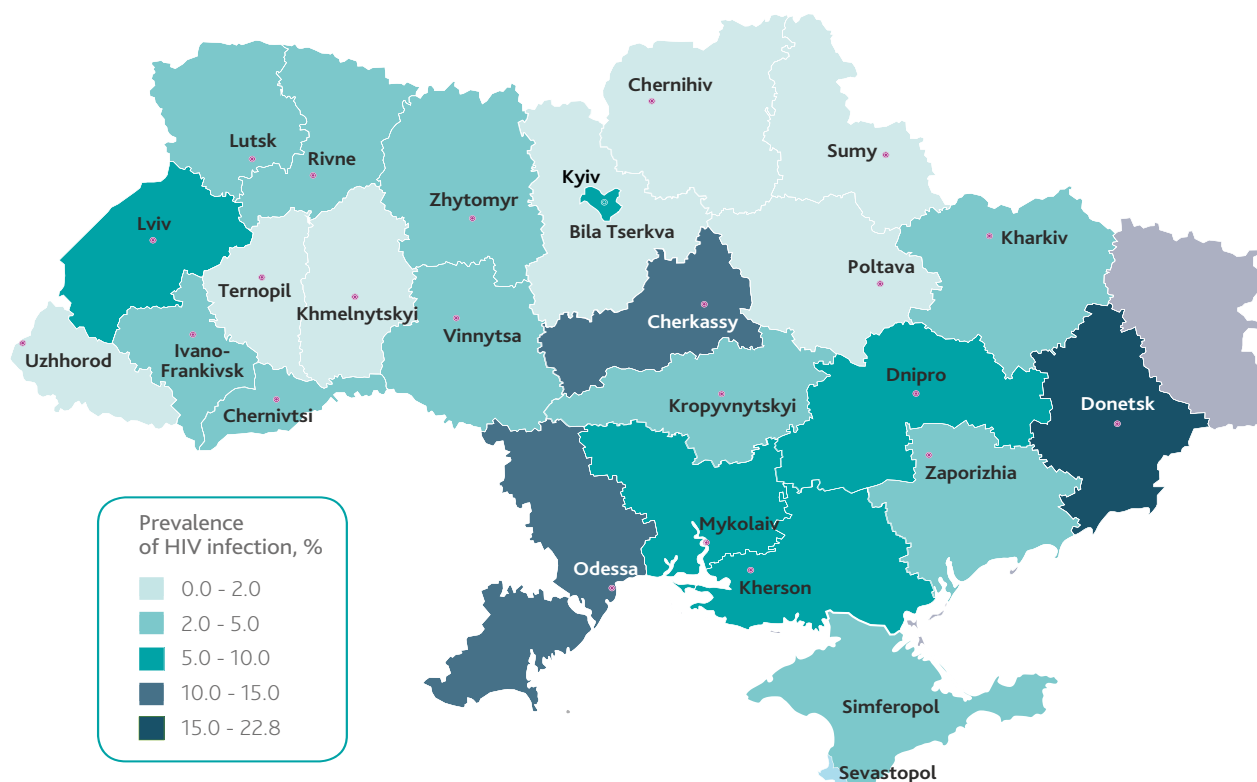 Chernihiv
Sumy
Lutsk
Rivne
Kyiv
Zhytomyr
Lviv
Bila Tserkva
Kharkiv
Poltava
Ternopil
Khmelnytskyi
Cherkassy
Vinnytsa
Uzhhorod
Ivano-
Frankivsk
Dnipro
Chernivtsi
Kropyvnytskyi
Donetsk
Zaporizhia
Mykolaiv
Odessa
Kherson
Simferopol
Sevastopol
Prevalence
of HIV infection, %
0.0 - 2.0
2.0 - 5.0
5.0 - 10.0
10.0 - 15.0
15.0 - 22.8